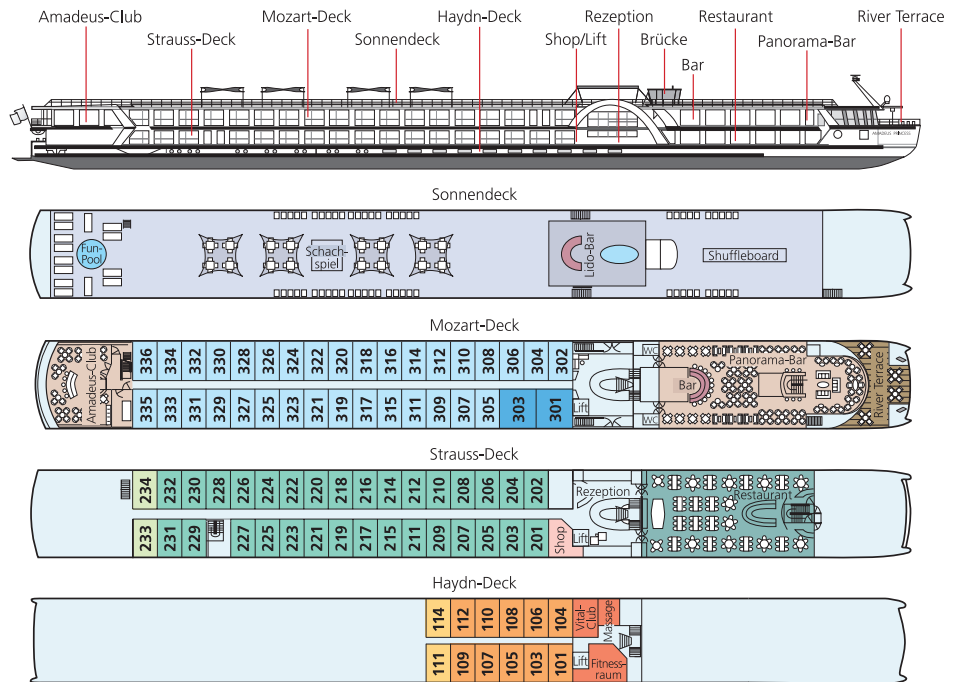 Amadeus-Club
Mozart-Deck
Haydn-Deck
Rezeption
Restaurant
River Terrace
Strauss-Deck
Sonnendeck
Shop/Lift
Brücke
Panorama-Bar
Bar
AMADEUS PRINCESS
Sonnendeck
Fun-
Pool
Schach-
spiel
Lido-Bar
Shuffleboard
Mozart-Deck
Amadeus-Club
336 334 332 330 328 326 324 322 320 318 316 314 312 310 308 306 304 302
WC
Panorama-Bar
Bar
River Terrace
335 333 331 329 327 325 323 321 319 317 315 311 309 307 305 303 301
Lift
WC
Strauss-Deck
234 232 230 228 226 224 222 220 218 216 214 212 210 208 206 204 202
Rezeption
Restaurant
233 231 229 227 225 223 221 219 217 215 211 209 207 205 203 201
Shop
Lift
Haydn-Deck
114 112 110 108 106 104
Vital-
Club
Massage
111 109 107 105 103 101
Lift
Fitness-
raum